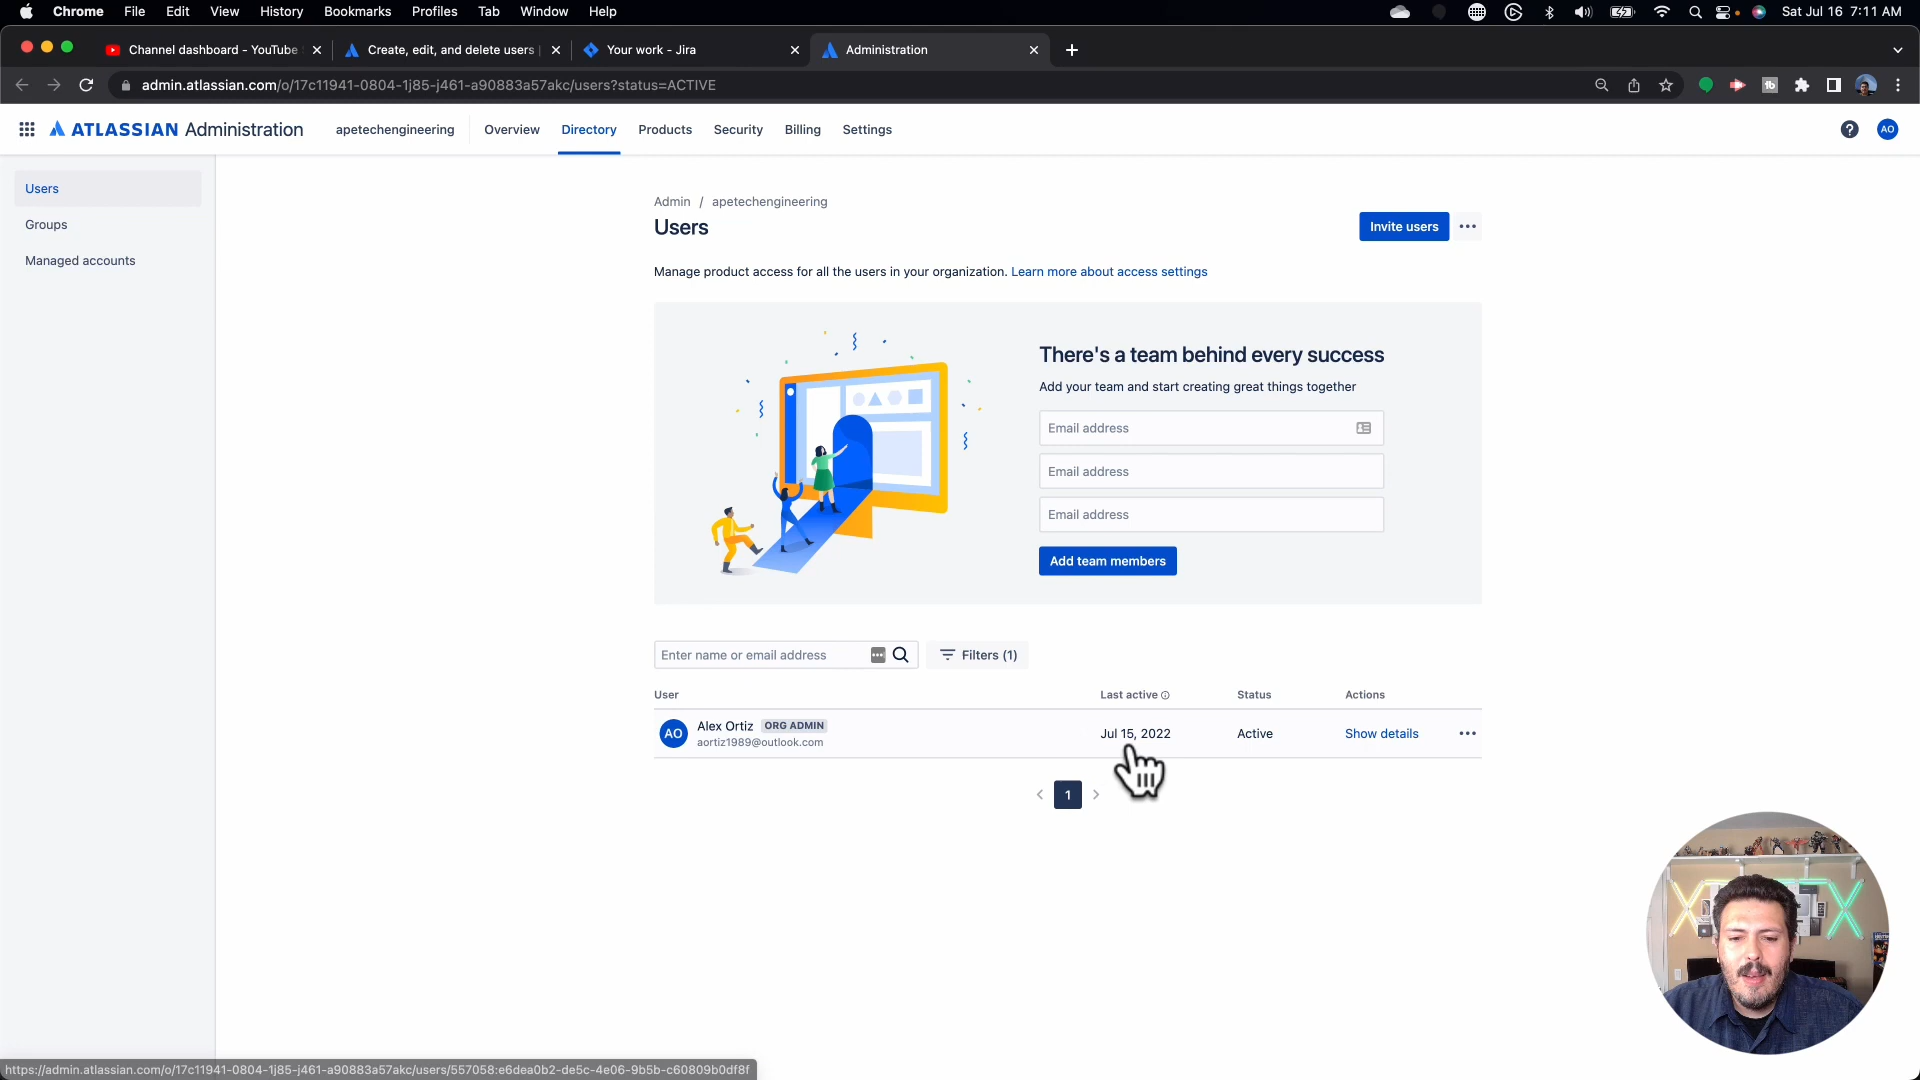 Chrome File Edit View History Bookmarks Profiles Tab Window Help Sat Jul 16 7:11 AM
Channel dashboard - YouTube Create, edit, and delete users | Your work - Jira Administration
admin.atlassian.com/o/17c11941-0804-1j85-j461-a90883a57akc/users?status=ACTIVE
ATLASSIAN Administration apetechengineering Overview Directory Products Security Billing Settings AO
Users
Groups
Managed accounts
Admin / apetechengineering
Users
Invite users
Manage product access for all the users in your organization. Learn more about access settings
There's a team behind every success
Add your team and start creating great things together
Email address
Email address
Email address
Add team members
Enter name or email address Filters (1)
User Last active Status Actions
AO Alex Ortiz ORG ADMIN Jul 15, 2022 Active Show details
aortiz1989@outlook.com
1
https://admin.atlassian.com/o/17c11941-0804-1j85-j461-a90883a57akc/users/557058:e6dea0b2-de5c-4e06-9b5b-c60809b0df8f